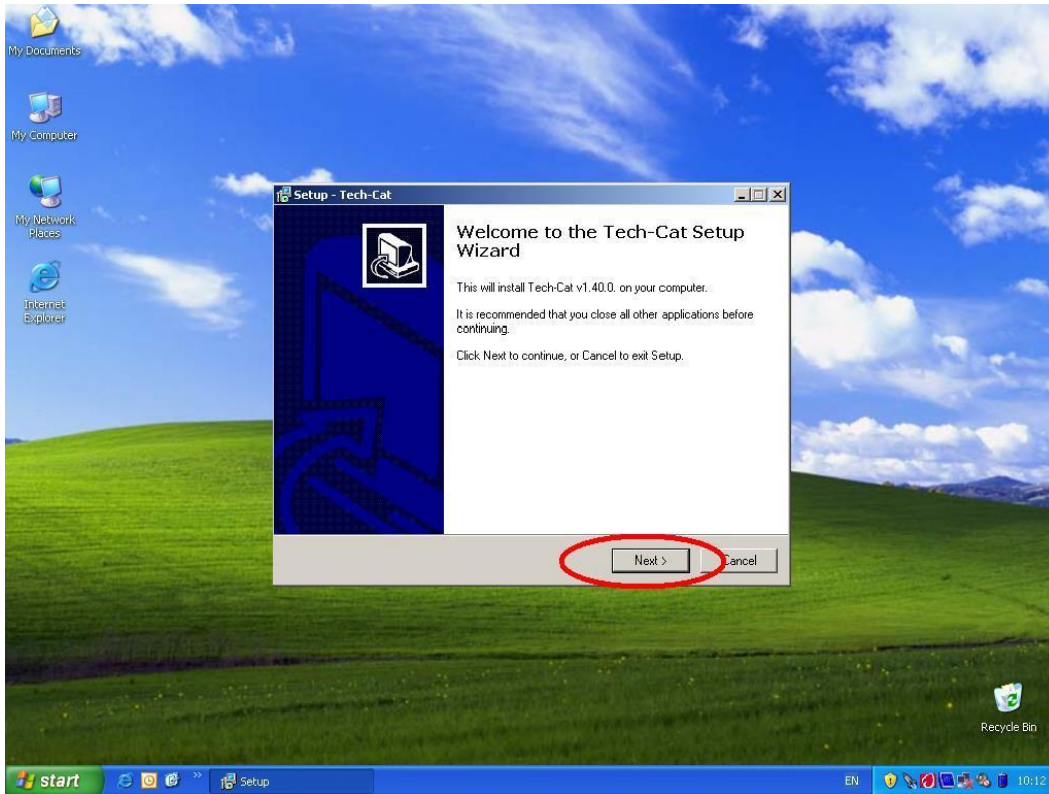 My Documents
My Computer
My Network
Places
Internet
Explorer
Setup - Tech-Cat
Welcome to the Tech-Cat Setup
Wizard
This will install Tech-Cat v1.40.0. on your computer.
It is recommended that you close all other applications before
continuing.
Click Next to continue, or Cancel to exit Setup.
Next >
Cancel
Recycle Bin
start
Setup
EN
10:12